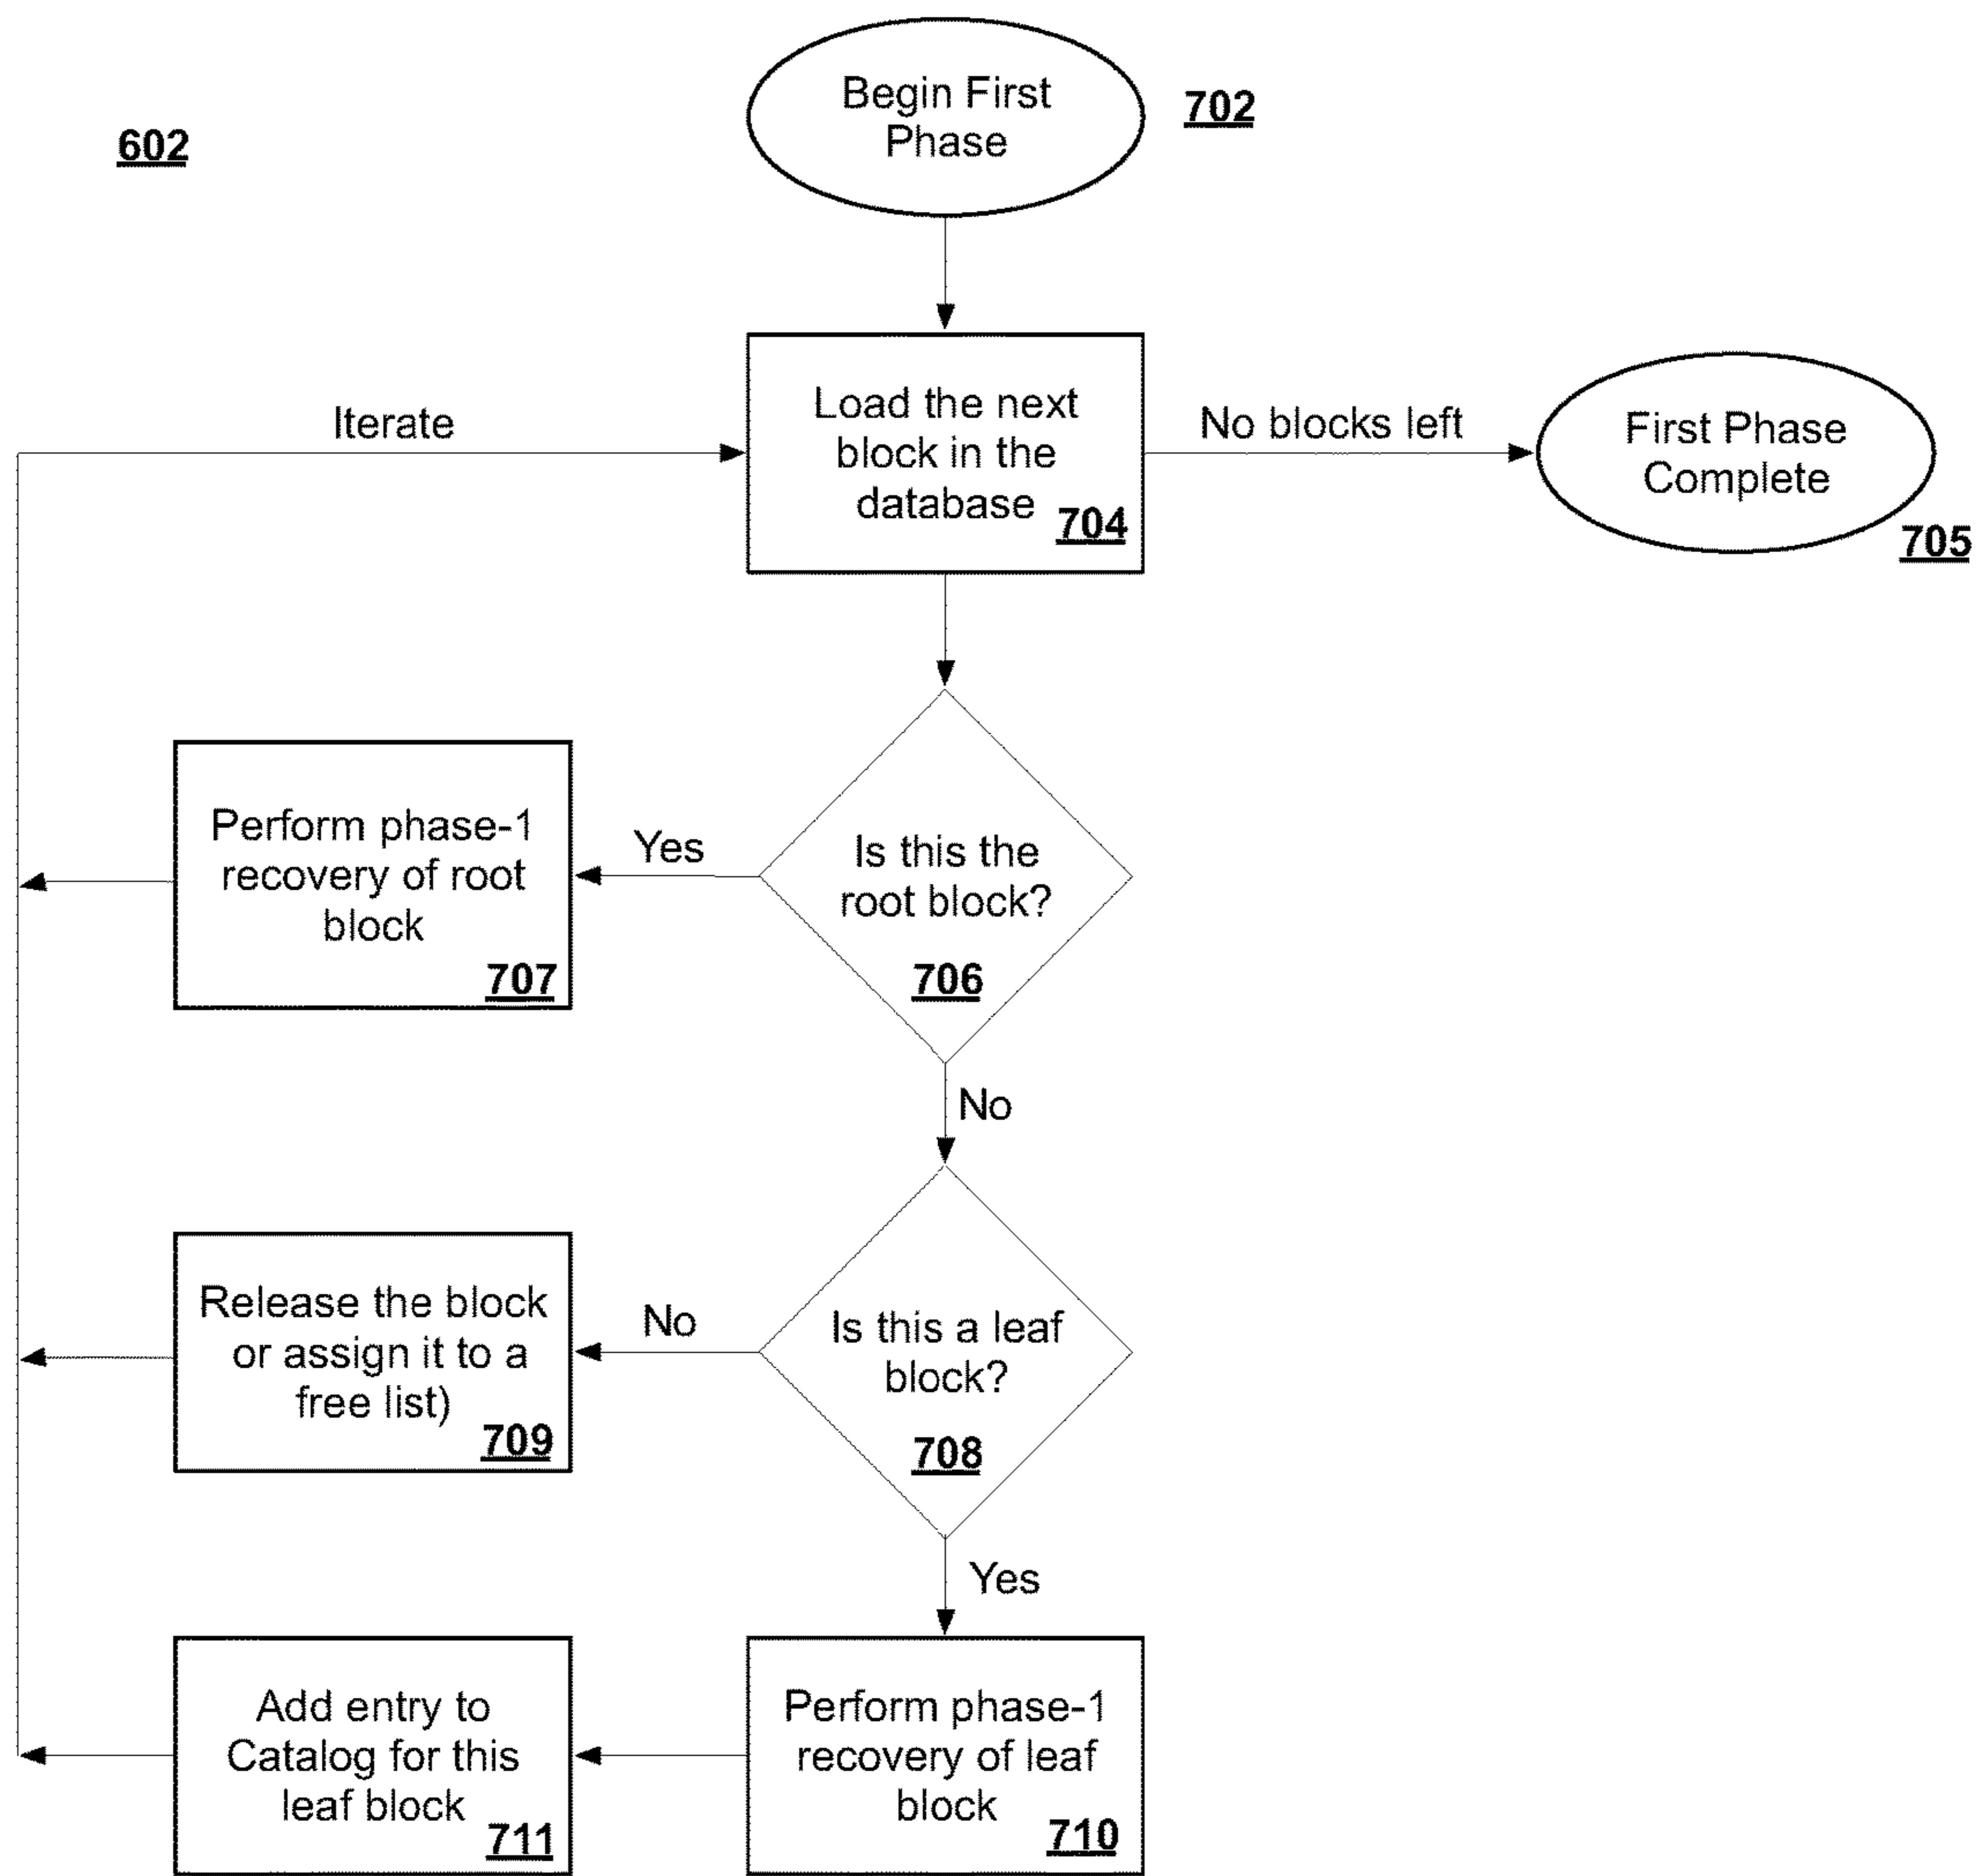 Begin First
Phase
702
602
Load the next
block in the
database
704
Iterate
No blocks left
First Phase
Complete
705
Perform phase-1
recovery of root
block
707
Yes
Is this the
root block?
706
No
Release the block
or assign it to a
free list)
709
No
Is this a leaf
block?
708
Yes
Add entry to
Catalog for this
leaf block
711
Perform phase-1
recovery of leaf
block
710